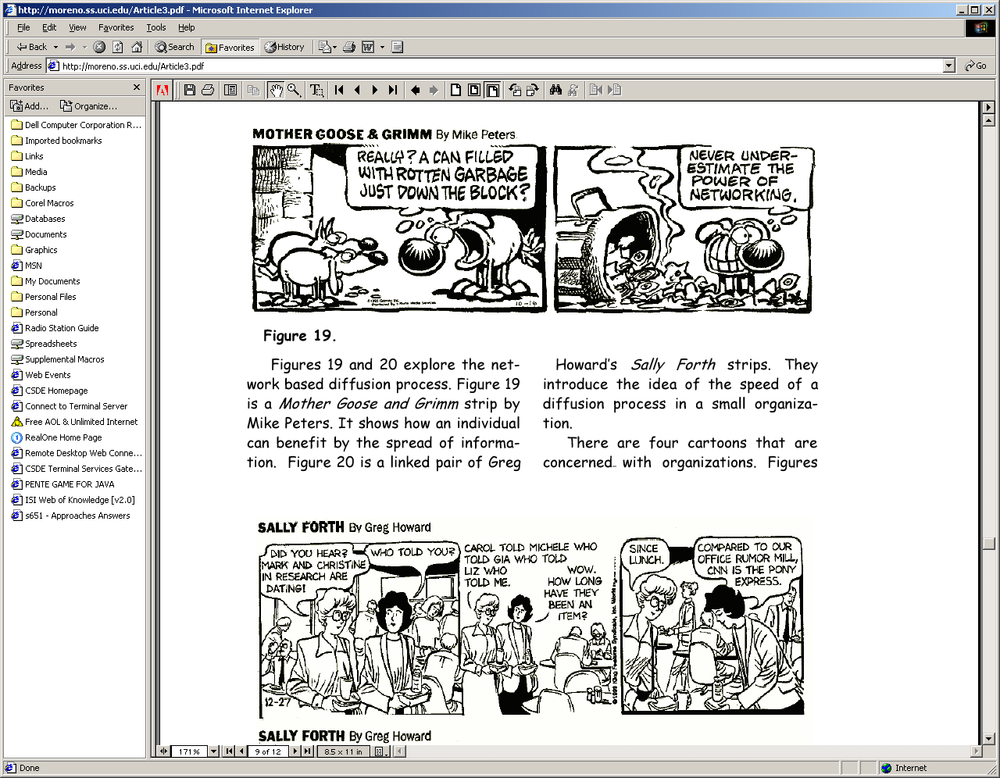 http://moreno.ss.uci.edu/Article3.pdf - Microsoft Internet Explorer
File Edit View Favorites Tools Help
Back Search Favorites History
Address http://moreno.ss.uci.edu/Article3.pdf Go
Favorites
Add... Organize...
Dell Computer Corporation R...
Imported bookmarks
Links
Media
Backups
Corel Macros
Databases
Documents
Graphics
MSN
My Documents
Personal Files
Personal
Radio Station Guide
Spreadsheets
Supplemental Macros
Web Events
CSDE Homepage
Connect to Terminal Server
Free AOL & Unlimited Internet
RealOne Home Page
Remote Desktop Web Conne...
CSDE Terminal Services Gate...
PENTE GAME FOR JAVA
ISI Web of Knowledge [v2.0]
s651 - Approaches Answers
MOTHER GOOSE & GRIMM By Mike Peters
REALLY? A CAN FILLED
WITH ROTTEN GARBAGE
JUST DOWN THE BLOCK?
10-16
NEVER UNDER-
ESTIMATE THE
POWER OF
NETWORKING.
Figure 19.
Figures 19 and 20 explore the net-
work based diffusion process. Figure 19
is a Mother Goose and Grimm strip by
Mike Peters. It shows how an individual
can benefit by the spread of informa-
tion. Figure 20 is a linked pair of Greg
Howard's Sally Forth strips. They
introduce the idea of the speed of a
diffusion process in a small organiza-
tion.
There are four cartoons that are
concerned with organizations. Figures
SALLY FORTH By Greg Howard
DID YOU HEAR?
MARK AND CHRISTINE
IN RESEARCH ARE
DATING!
WHO TOLD YOU?
12-27
CAROL TOLD MICHELE WHO
TOLD GIA WHO TOLD
LIZ WHO
TOLD ME.
WOW.
HOW LONG
HAVE THEY
BEEN AN
ITEM?
SINCE
LUNCH.
COMPARED TO OUR
OFFICE RUMOR MILL,
CNN IS THE PONY
EXPRESS.
SALLY FORTH By Greg Howard
171% 9 of 12 8.5 x 11 in
Done Internet